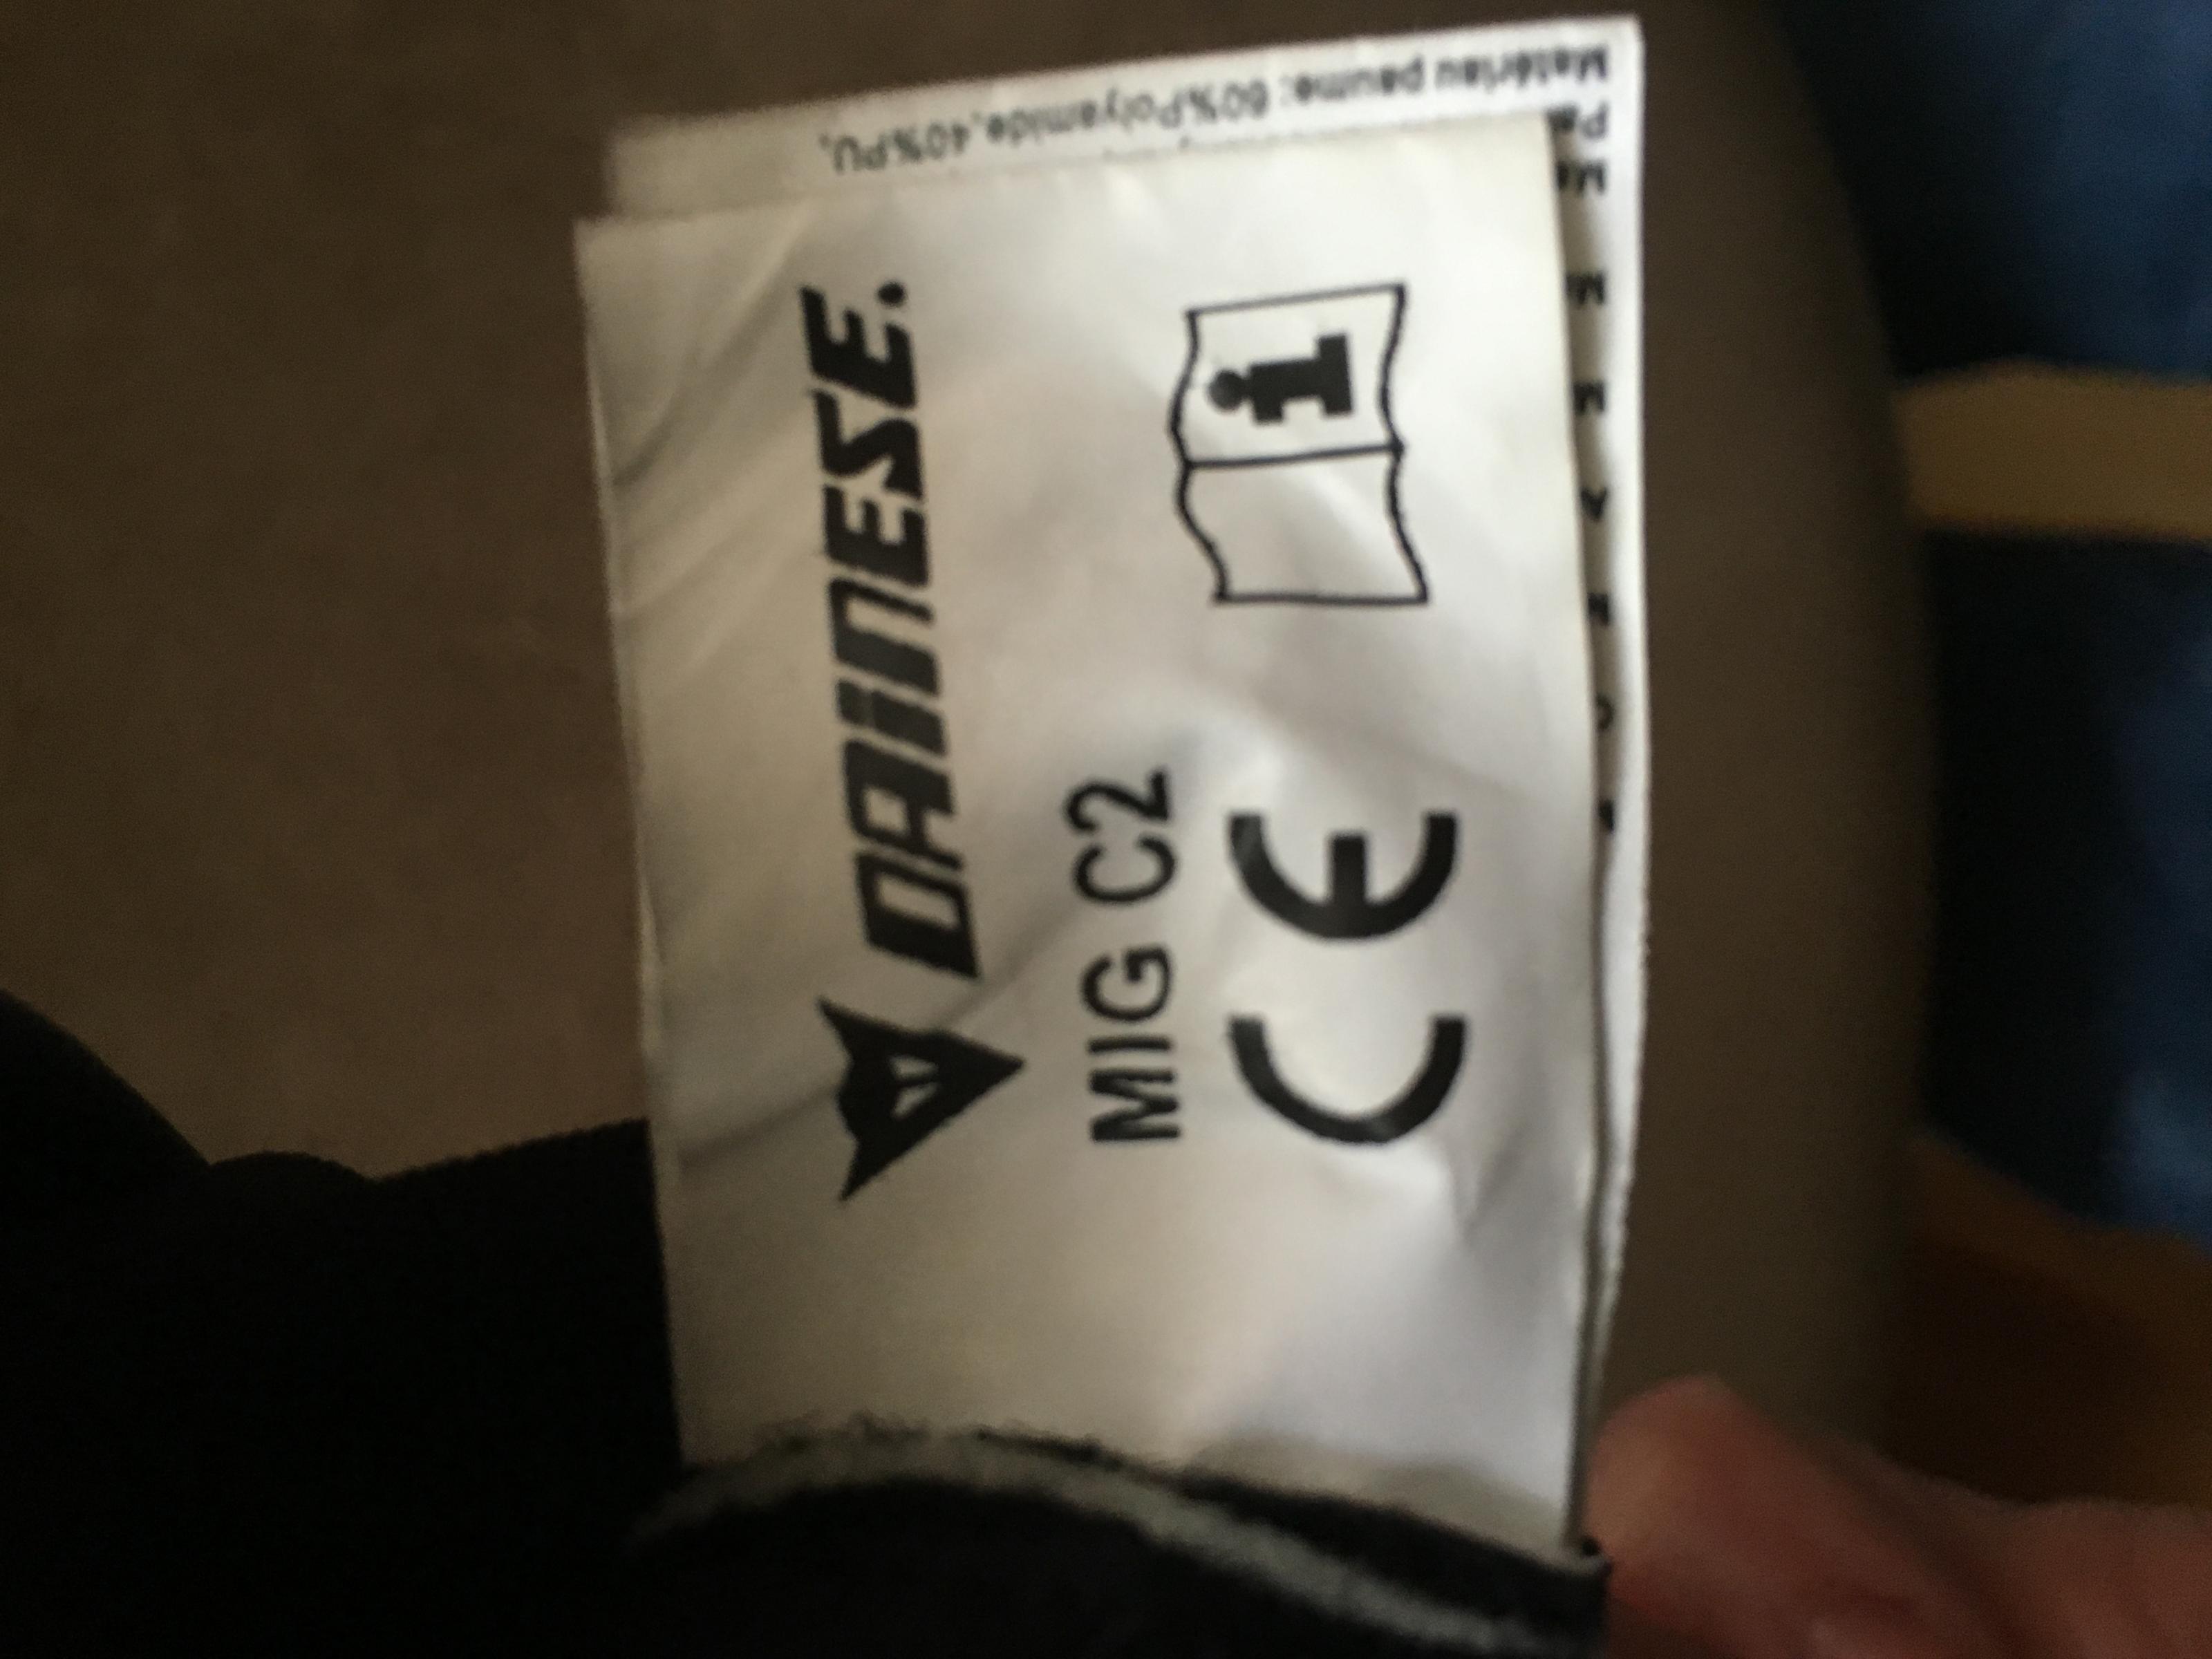 DAINESE.
MIG C2
CE
i
Matériau paume: 60%Polyamide, 40%PU,